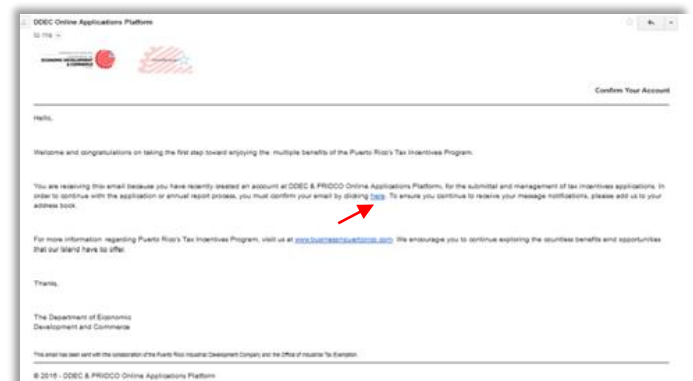 DDEC Online Applications Platform
to me
ECONOMIC DEVELOPMENT
& COMMERCE
Confirm Your Account
Hello,
Welcome and congratulations on taking the first step toward enjoying the multiple benefits of the Puerto Rico's Tax Incentives Program.
You are receiving this email because you have recently created an account at DDEC & PRIDCO Online Applications Platform, for the submittal and management of tax incentives applications. In
order to continue with the application or annual report process, you must confirm your email by clicking here. To ensure you continue to receive your message notifications, please add us to your
address book.
For more information regarding Puerto Rico's Tax Incentives Program, visit us at www.businessinpuertorico.com. We encourage you to continue exploring the countless benefits and opportunities
that our Island have to offer.
Thanks,
The Department of Economic
Development and Commerce
This email has been sent with the collaboration of the Puerto Rico Industrial Development Company and the Office of Industrial Tax Exemption.
© 2016 - DDEC & PRIDCO Online Applications Platform